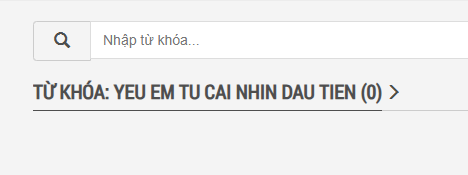 Nhập từ khóa...
TỪ KHÓA: YEU EM TU CAI NHIN DAU TIEN (0)